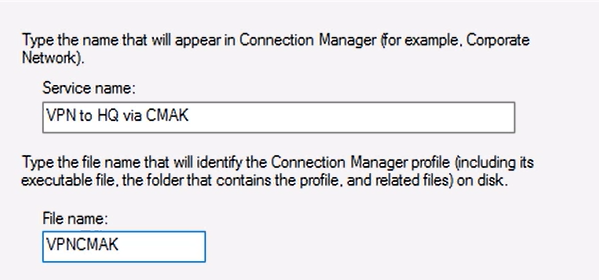 Type the name that will appear in Connection Manager (for example, Corporate
Network).
Service name:
VPN to HQ via CMAK
Type the file name that will identify the Connection Manager profile (including its
executable file, the folder that contains the profile, and related files) on disk.
File name:
VPNCMAK